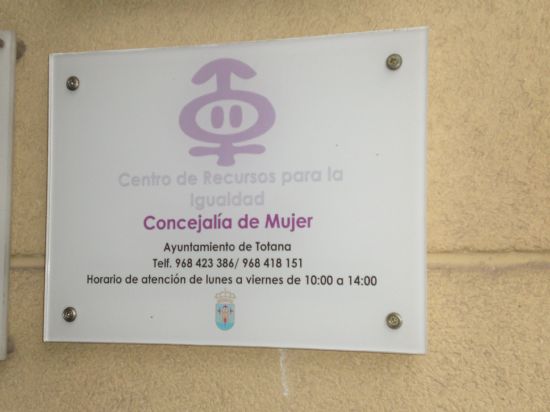 Centro de Recursos para la
Igualdad
Concejalía de Mujer
Ayuntamiento de Totana
Telf. 968 423 386/ 968 418 151
Horario de atención de lunes a viernes de 10:00 a 14:00